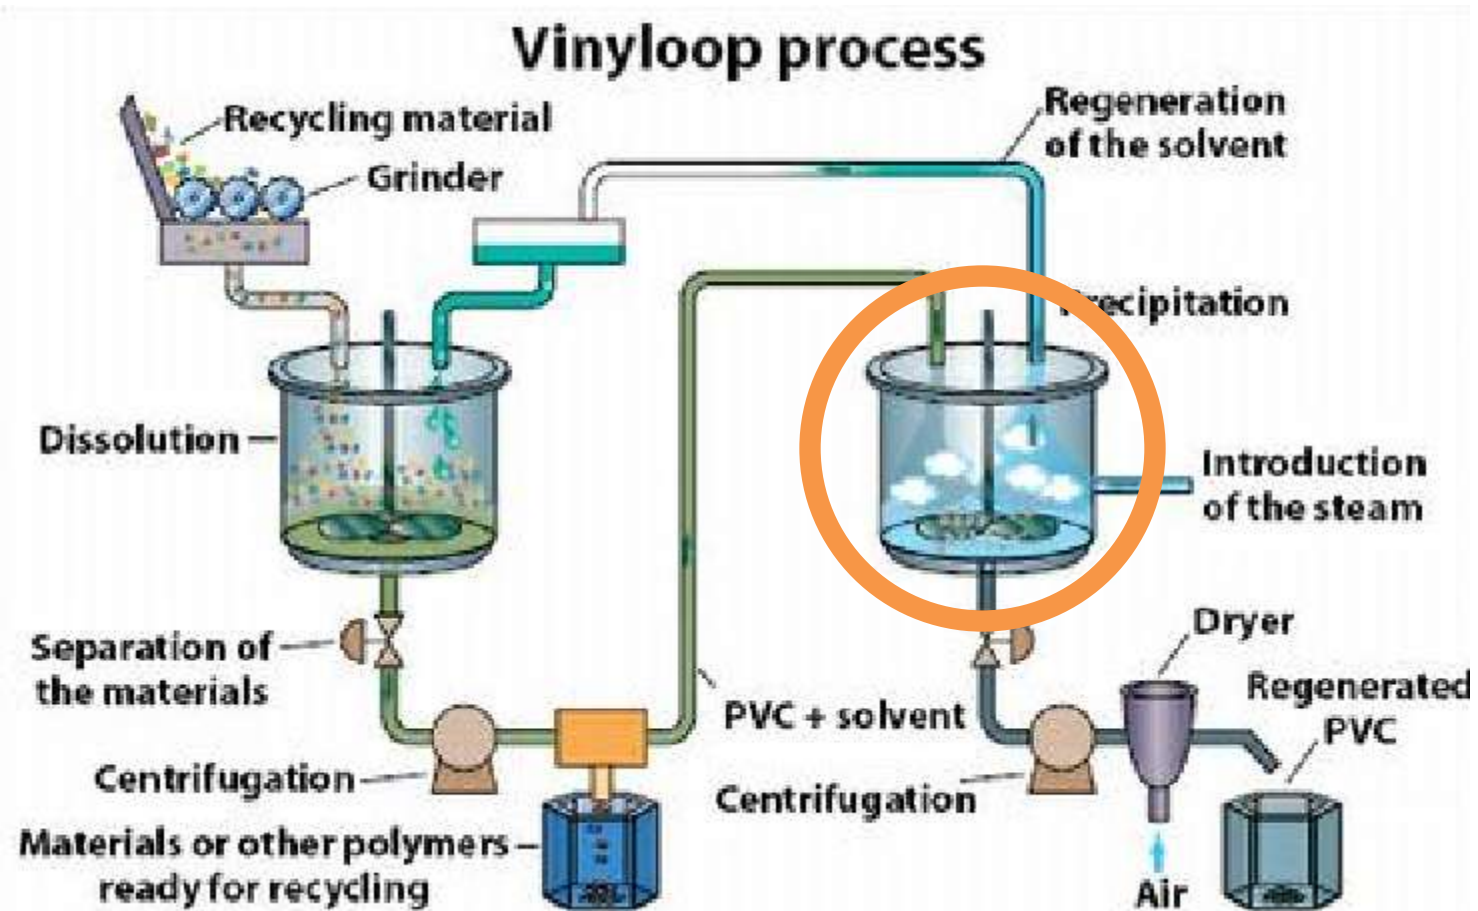 Vinyloop process
Recycling material
Grinder
Regeneration
of the solvent
Precipitation
Dissolution
Introduction
of the steam
Separation of
the materials
PVC + solvent
Dryer
Regenerated
PVC
Centrifugation
Centrifugation
Materials or other polymers
ready for recycling
Air